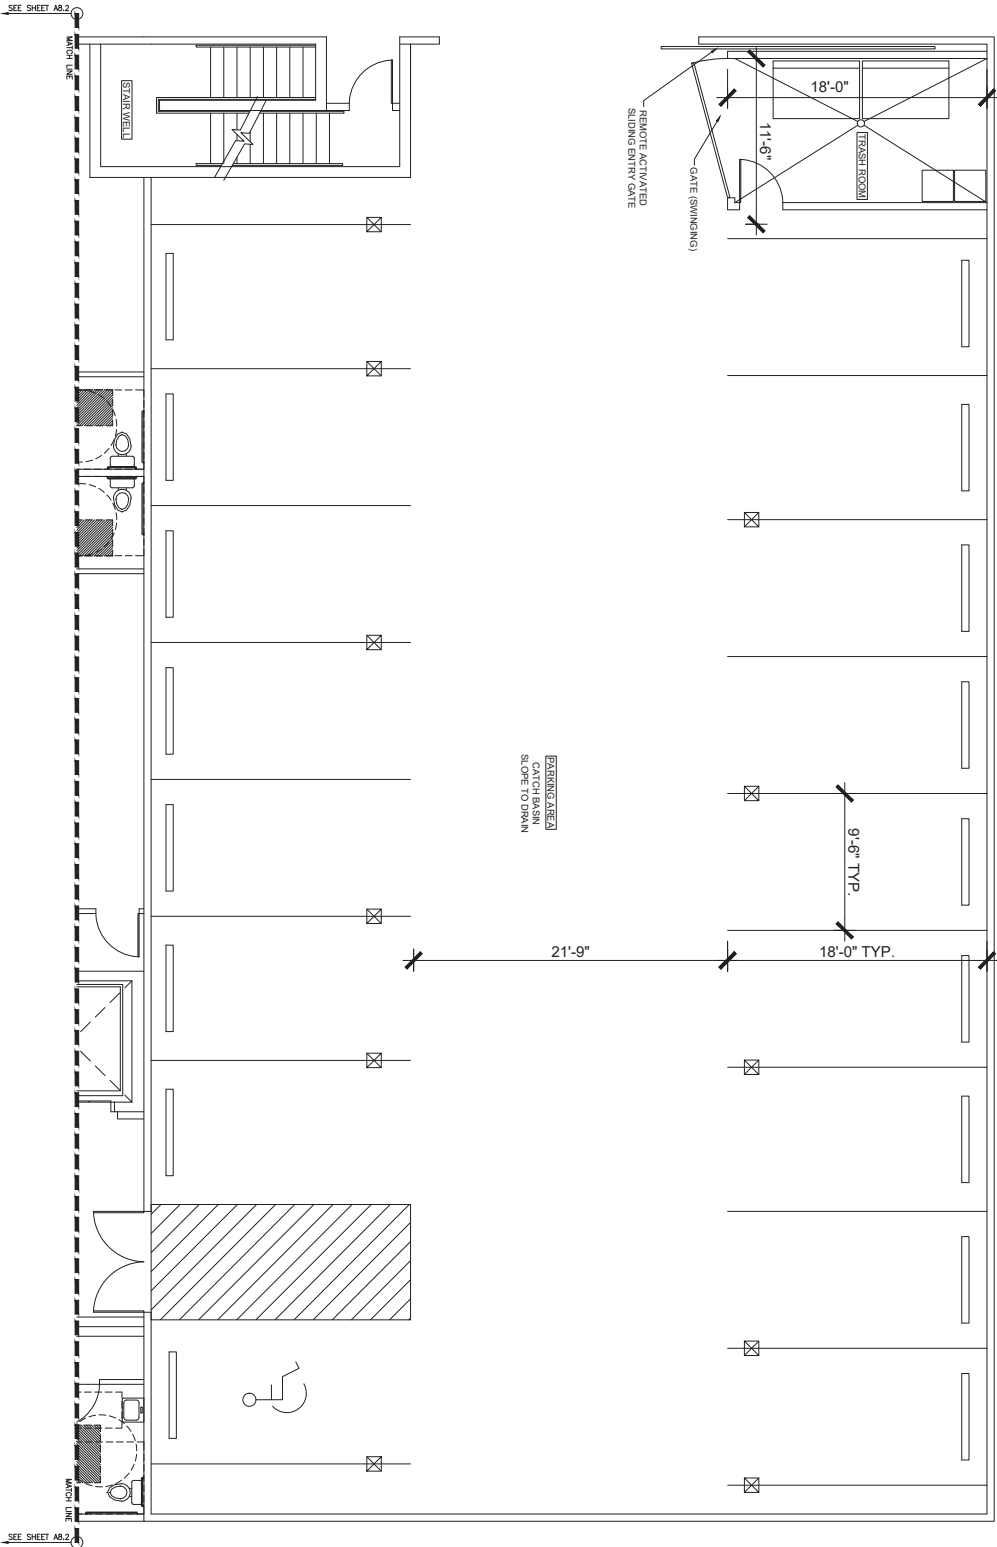 SEE SHEET A8.2
MATCH LINE
STAIR WELL
REMOTE ACTIVATED
SLIDING ENTRY GATE
GATE (SWINGING)
18'-0"
11'-6"
TRASH ROOM
PARKING AREA
CATCH BASIN
SLOPE TO DRAIN
9'-6" TYP.
21'-9"
18'-0" TYP.
MATCH LINE
SEE SHEET A8.2